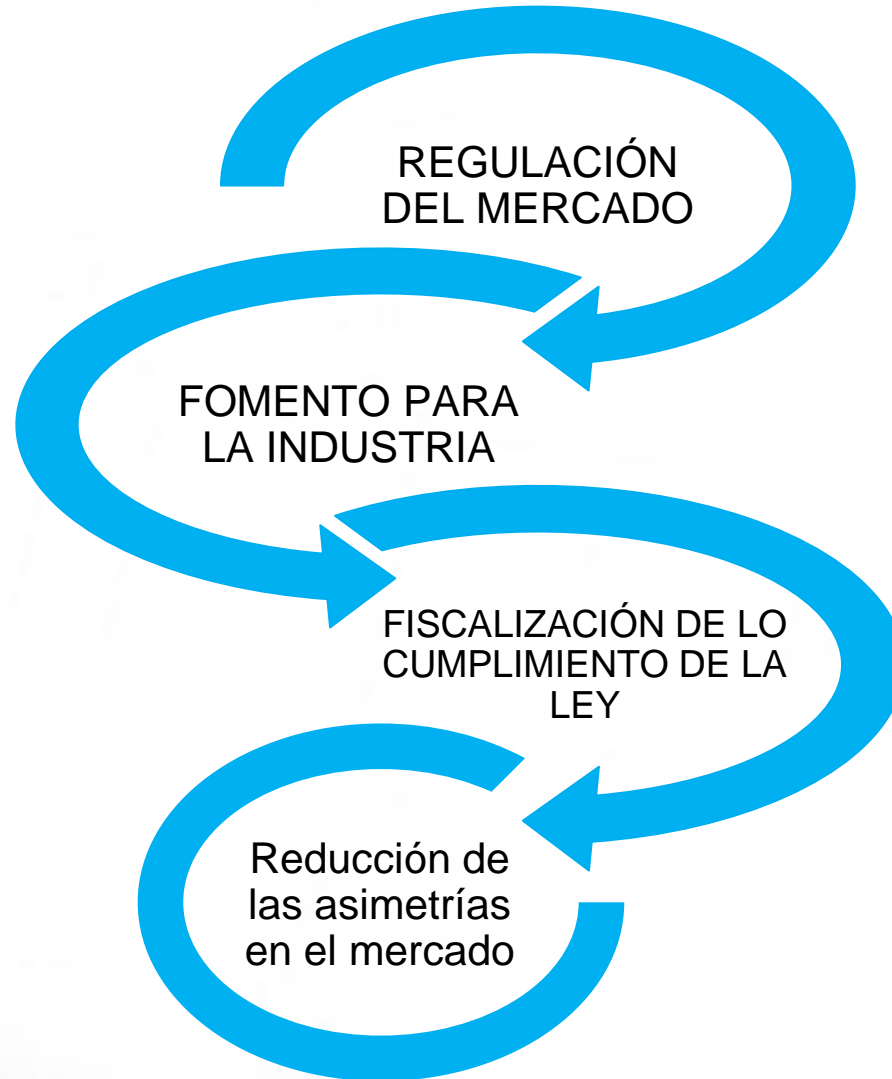 REGULACIÓN
DEL MERCADO
FOMENTO PARA
LA INDUSTRIA
FISCALIZACIÓN DE LO
CUMPLIMIENTO DE LA
LEY
Reducción de
las asimetrías
en el mercado